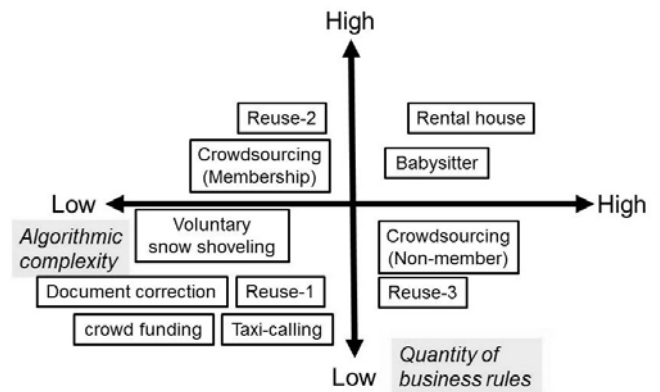 High
Reuse-2
Rental house
Crowdsourcing
(Membership)
Babysitter
Low
High
Algorithmic
complexity
Voluntary
snow shoveling
Crowdsourcing
(Non-member)
Document correction
Reuse-1
Reuse-3
crowd funding
Taxi-calling
Low
Quantity of
business rules